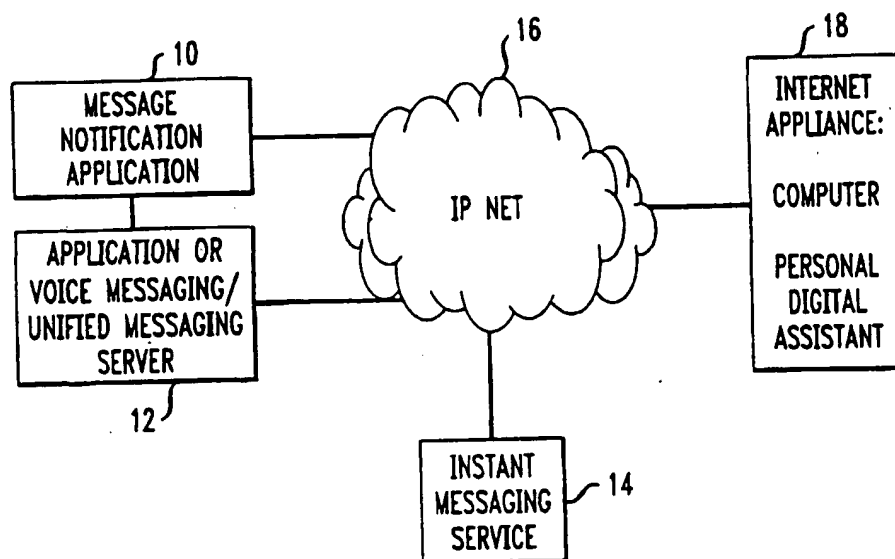 10
MESSAGE
NOTIFICATION
APPLICATION
APPLICATION OR
VOICE MESSAGING/
UNIFIED MESSAGING
SERVER
12
16
IP NET
INSTANT
MESSAGING
SERVICE
14
18
INTERNET
APPLIANCE:
COMPUTER
PERSONAL
DIGITAL
ASSISTANT